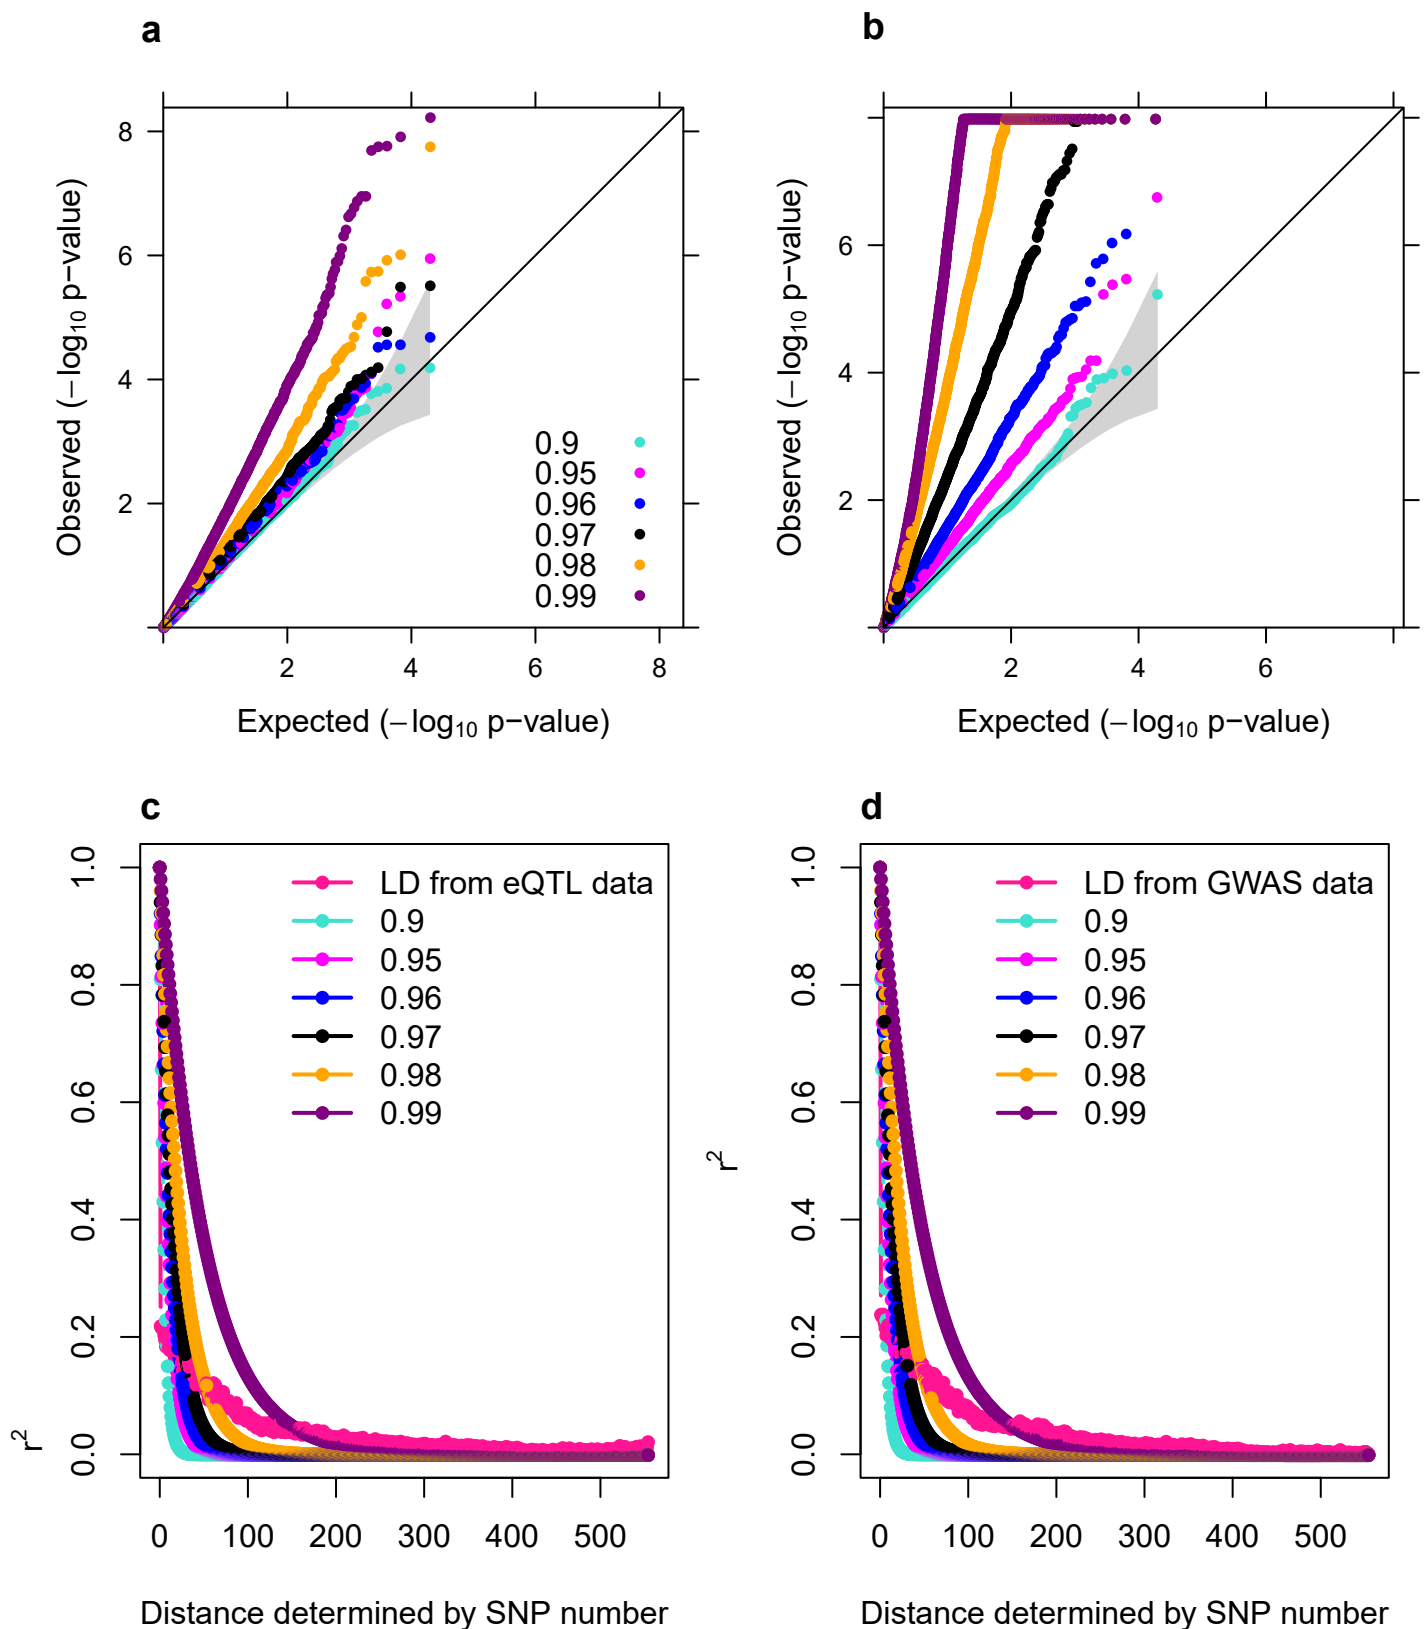 a
8
6
4
2
Observed (−log10 p−value)
0.9
0.95
0.96
0.97
0.98
0.99
2 4 6 8
Expected (−log10 p−value)
b
6
4
2
Observed (−log10 p−value)
2 4 6
Expected (−log10 p−value)
c
1.0
0.8
0.6
0.4
0.2
0.0
r2
LD from eQTL data
0.9
0.95
0.96
0.97
0.98
0.99
0 100 200 300 400 500
Distance determined by SNP number
d
1.0
0.8
0.6
0.4
0.2
0.0
r2
LD from GWAS data
0.9
0.95
0.96
0.97
0.98
0.99
0 100 200 300 400 500
Distance determined by SNP number